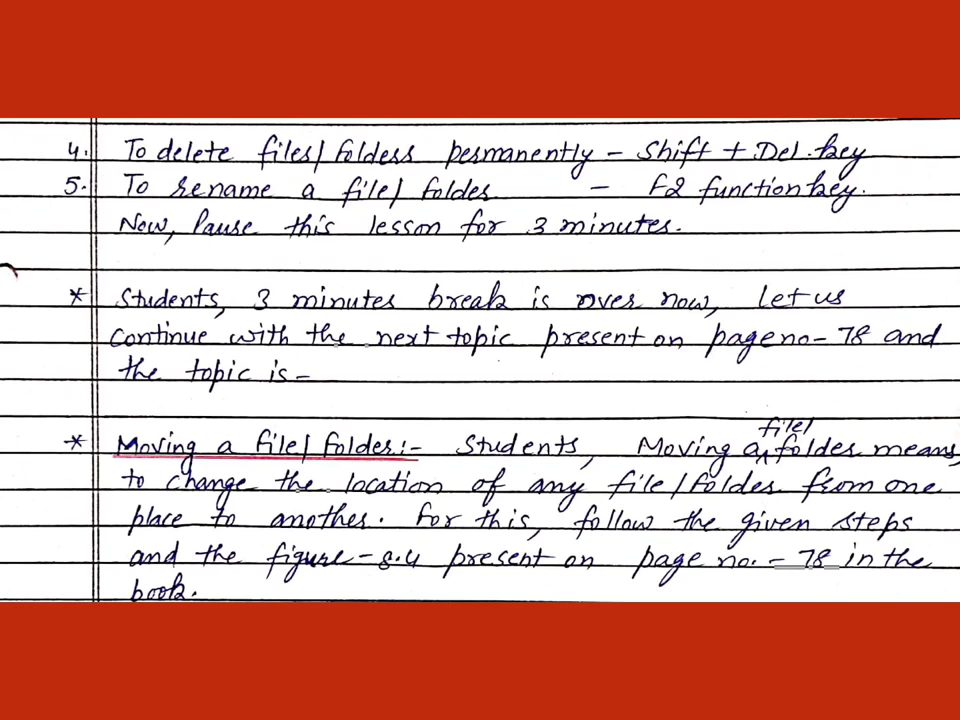 4. To delete files/folders permanently - Shift + Del. key
5. To rename a file/folder - F2 function key.
Now, Pause this lesson for 3 minutes.
* Students, 3 minutes break is over now, Let us
continue with the next topic present on page no- 78 and
the topic is -
* Moving a file/folder:- Students, Moving a file/folder means,
to change the location of any file/folder from one
place to another. For this, follow the given steps
and the figure-8.4 present on page no. - 78 in the
book.